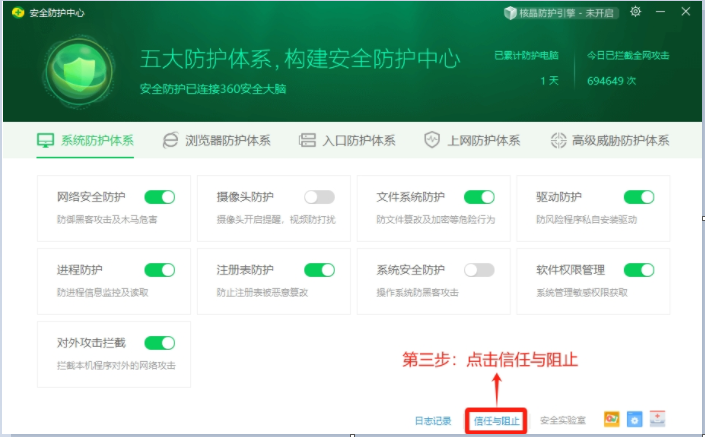 安全防护中心
核晶防护引擎 - 未开启
五大防护体系,构建安全防护中心
安全防护已连接360安全大脑
已累计防护电脑
今日已拦截全网攻击
1 天
694649 次
系统防护体系
浏览器防护体系
入口防护体系
上网防护体系
高级威胁防护体系
网络安全防护
防御黑客攻击及木马危害
摄像头防护
摄像头开启提醒，视频防打扰
文件系统防护
防文件篡改及加密等危险行为
驱动防护
防风险程序私自安装驱动
进程防护
防进程信息监控及读取
注册表防护
防止注册表被恶意篡改
系统安全防护
操作系统防黑客攻击
软件权限管理
系统管理敏感权限获取
对外攻击拦截
拦截本机程序对外的网络攻击
第三步：点击信任与阻止
日志记录
信任与阻止
安全实验室